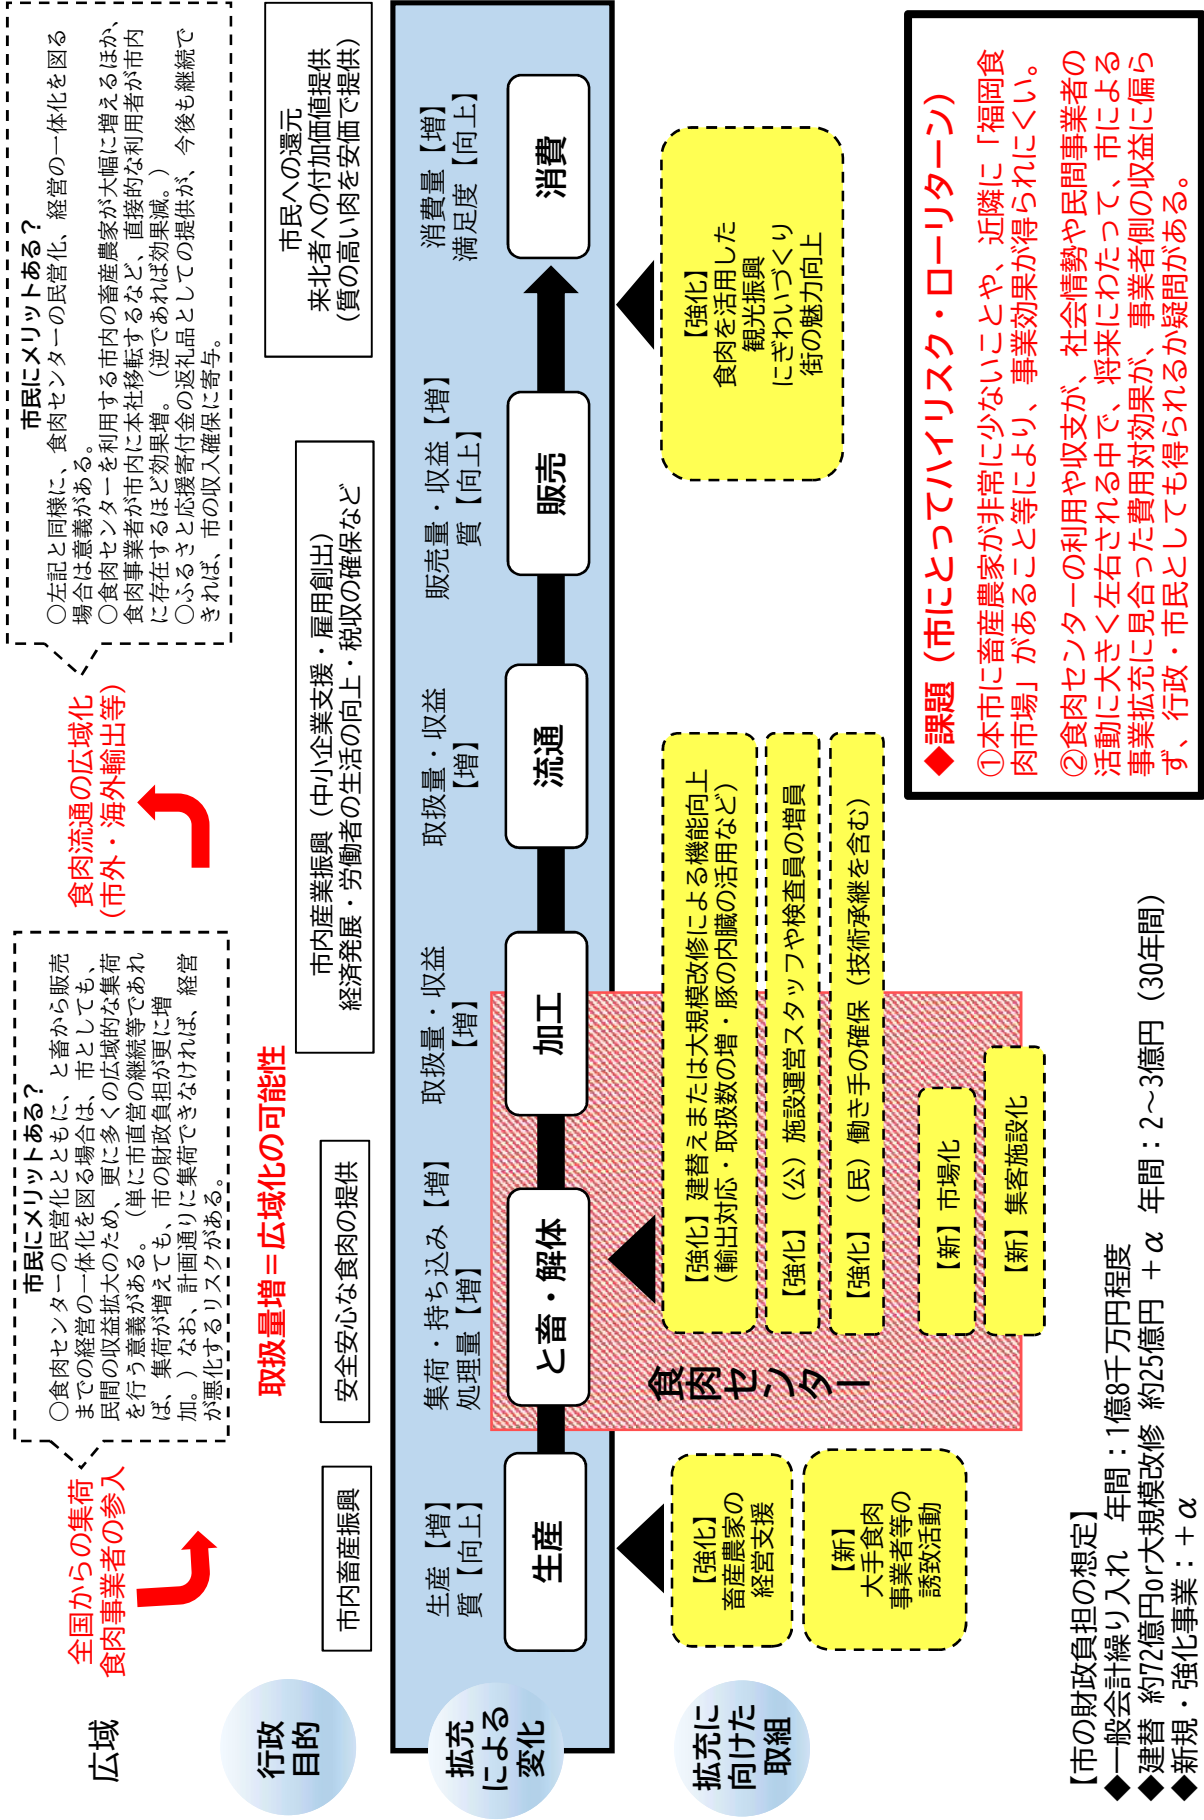 広域
全国からの集荷
食肉事業者の参入
市民にメリットある？
○食肉センターの民営化とともに、と畜から販売
までの経営の一体化を図る場合は、市としても、
民間の収益拡大のため、更に多くの広域的な集荷
を行う意義がある。（単に市直営の継続等であれ
ば、集荷が増えても、市の財政負担が更に増
加。）なお、計画通りに集荷できなければ、経営
が悪化するリスクがある。
食肉流通の広域化
(市外・海外輸出等)
市民にメリットある？
○左記と同様に、食肉センターの民営化、経営の一体化を図る
場合は意義がある。
○食肉センターを利用する市内の畜産農家が大幅に増えるほか、
食肉事業者が市内に本社移転するなど、直接的な利用者が市内
に存在するほど効果増。（逆であれば効果減。）
○ふるさと応援寄付金の返礼品としての提供が、今後も継続で
きれば、市の収入確保に寄与。
取扱量増＝広域化の可能性
行政
目的
市内畜産振興
安全安心な食肉の提供
市内産業振興（中小企業支援・雇用創出）
経済発展・労働者の生活の向上・税収の確保など
市民への還元
来北者への付加価値提供
(質の高い肉を安価で提供)
拡充
による
変化
生産【増】
質【向上】
集荷・持ち込み【増】
処理量【増】
取扱量・収益
【増】
取扱量・収益
【増】
販売量・収益【増】
質【向上】
消費量【増】
満足度【向上】
生産
と畜・解体
加工
流通
販売
消費
拡充に
向けた
取組
【強化】
畜産農家の
経営支援
【新】
大手食肉
事業者等の
誘致活動
食肉センター
【強化】建替えまたは大規模改修による機能向上
（輸出対応・取扱数の増・豚の内臓の活用など）
【強化】（公）施設運営スタッフや検査員の増員
【強化】（民）働き手の確保（技術承継を含む）
【新】市場化
【新】集客施設化
【強化】
食肉を活用した
観光振興
にぎわいづくり
街の魅力向上
【市の財政負担の想定】
◆一般会計繰り入れ　年間：1億8千万円程度
◆建替 約72億円or大規模改修 約25億円 ＋α 年間：2～3億円（30年間）
◆新規・強化事業：＋α
◆課題（市にとってハイリスク・ローリターン）
①本市に畜産農家が非常に少ないことや、近隣に「福岡食
肉市場」があること等により、事業効果が得られにくい。
②食肉センターの利用や収支が、社会情勢や民間事業者の
活動に大きく左右される中で、将来にわたって、市による
事業拡充に見合った費用対効果が、事業者側の収益に偏ら
ず、行政・市民としても得られるか疑問がある。